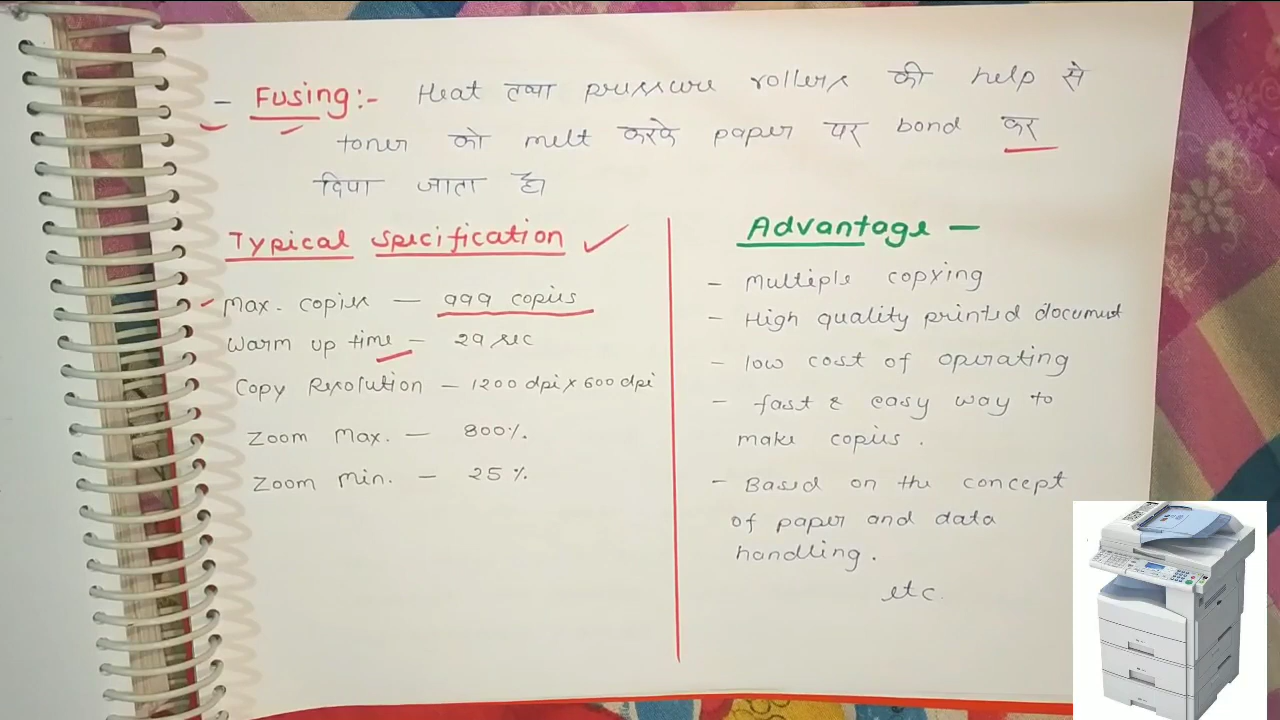 - Fusing:- Heat तथा pressure rollers की help से
toner को melt करके paper पर bond कर
दिया जाता है।
Typical specification
Max. copies - 999 copies
Warm up time - 29 sec
Copy Resolution - 1200 dpi x 600 dpi
Zoom Max. - 800%.
Zoom Min. - 25%.
Advantage -
- Multiple copying
- High quality printed document
- low cost of operating
- fast & easy way to
make copies.
- Based on the concept
of paper and data
handling.
etc.